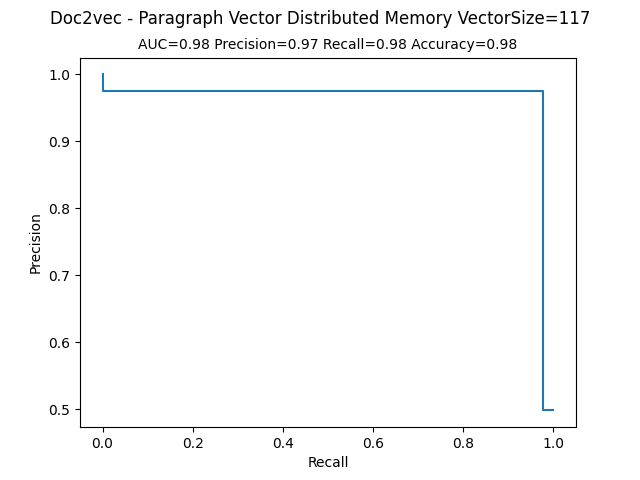 Doc2vec - Paragraph Vector Distributed Memory VectorSize=117
AUC=0.98 Precision=0.97 Recall=0.98 Accuracy=0.98
1.0
0.9
0.8
0.7
0.6
0.5
Precision
0.0 0.2 0.4 0.6 0.8 1.0
Recall